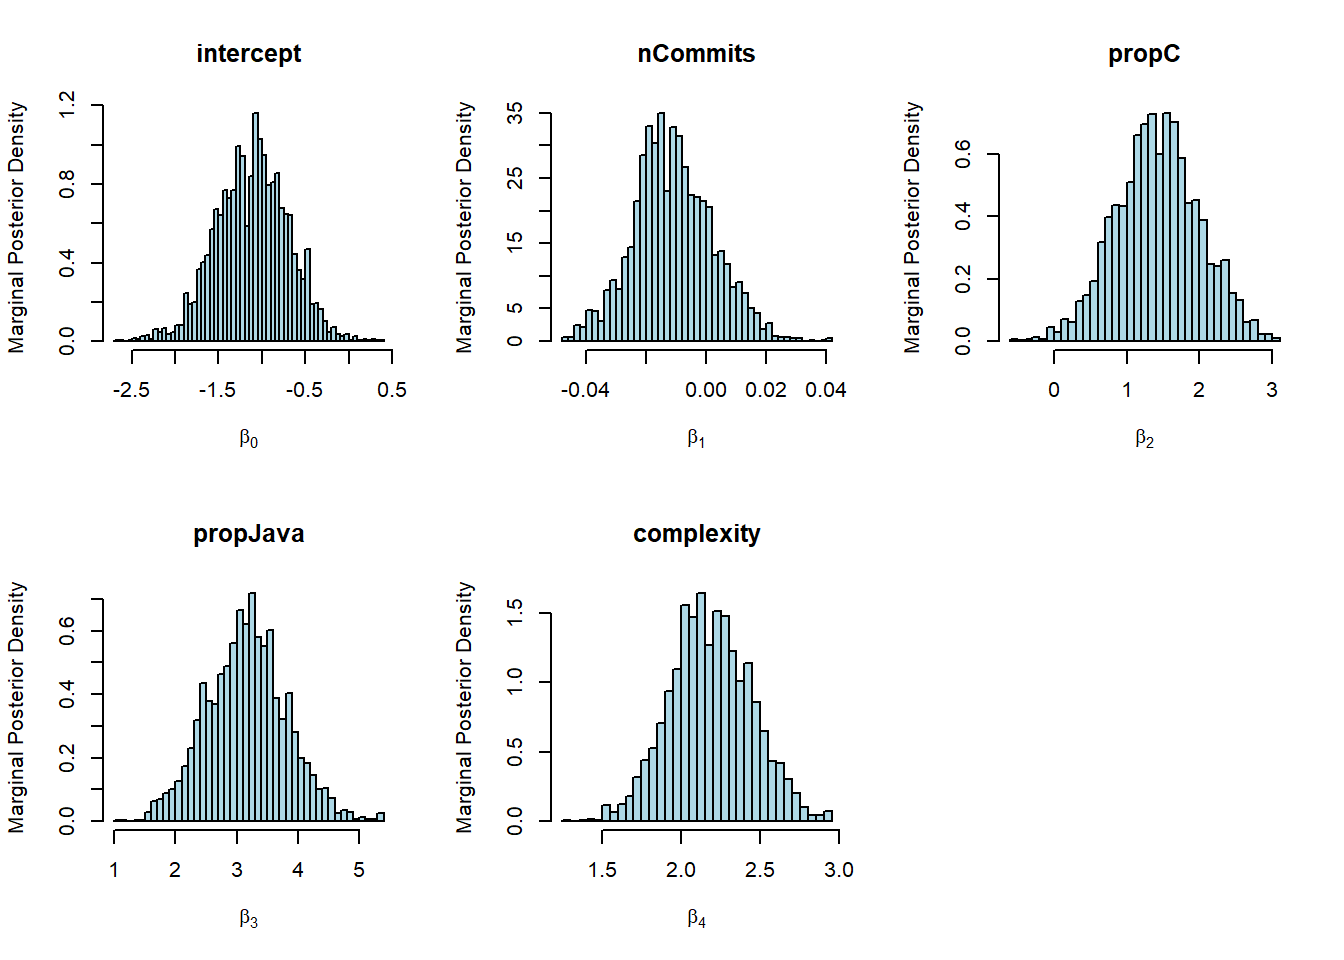 intercept
Marginal Posterior Density
0.0 0.4 0.8 1.2
-2.5 -1.5 -0.5 0.5
β0
nCommits
Marginal Posterior Density
0 5 15 25 35
-0.04 0.00 0.02 0.04
β1
propC
Marginal Posterior Density
0.0 0.2 0.4 0.6
0 1 2 3
β2
propJava
Marginal Posterior Density
0.0 0.2 0.4 0.6
1 2 3 4 5
β3
complexity
Marginal Posterior Density
0.0 0.5 1.0 1.5
1.5 2.0 2.5 3.0
β4